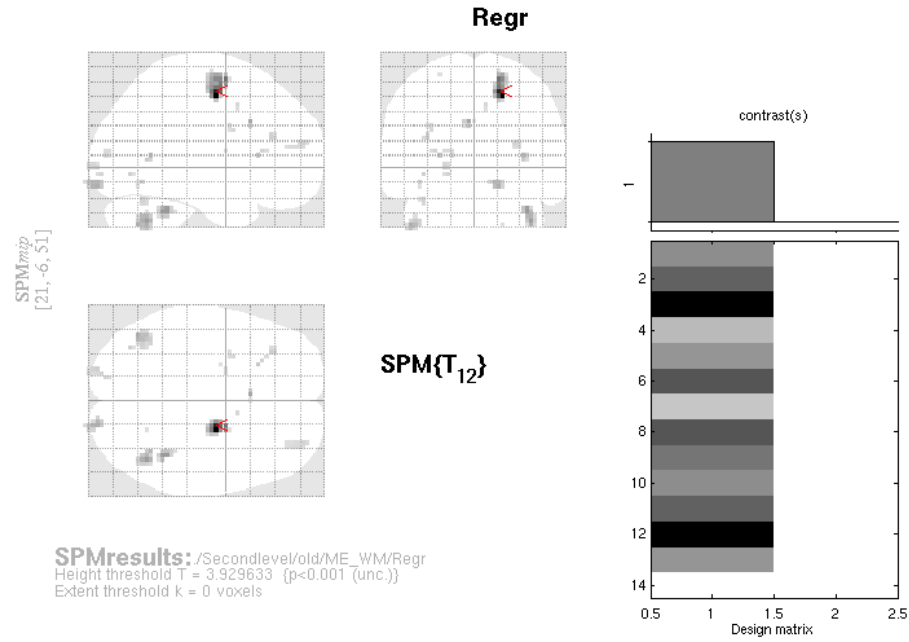 Regr
contrast(s)
1
SPMmip
[21, -6, 51]
<
<
<
SPM{T12}
2
4
6
8
10
12
14
0.5 1 1.5 2 2.5
Design matrix
SPMresults: ./Secondlevel/old/ME_WM/Regr
Height threshold T = 3.929633 {p<0.001 (unc.)}
Extent threshold k = 0 voxels